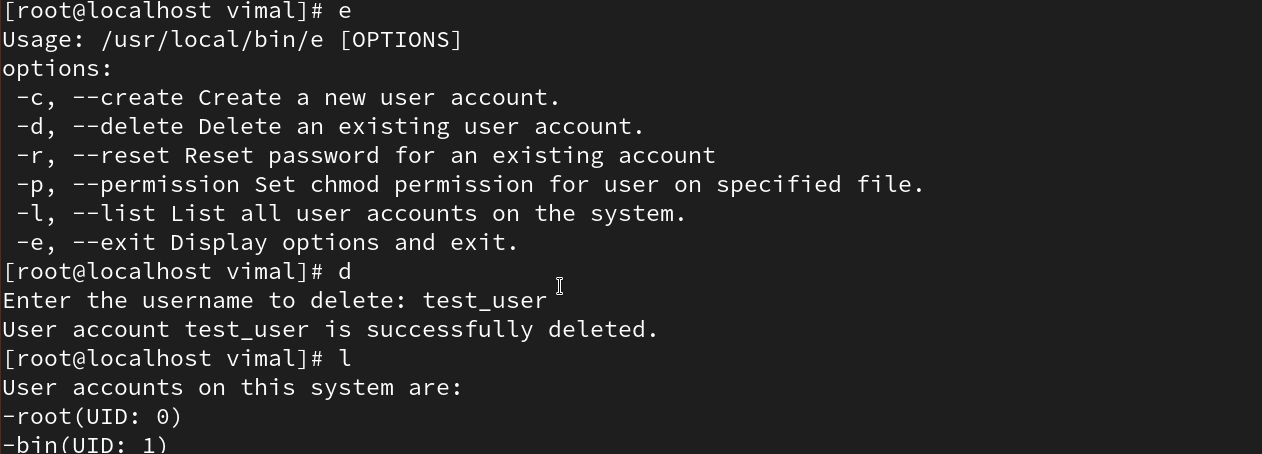 [root@localhost vimal]# e
Usage: /usr/local/bin/e [OPTIONS]
options:
 -c, --create Create a new user account.
 -d, --delete Delete an existing user account.
 -r, --reset Reset password for an existing account
 -p, --permission Set chmod permission for user on specified file.
 -l, --list List all user accounts on the system.
 -e, --exit Display options and exit.
[root@localhost vimal]# d
Enter the username to delete: test_user
User account test_user is successfully deleted.
[root@localhost vimal]# l
User accounts on this system are:
-root(UID: 0)
-bin(UID: 1)